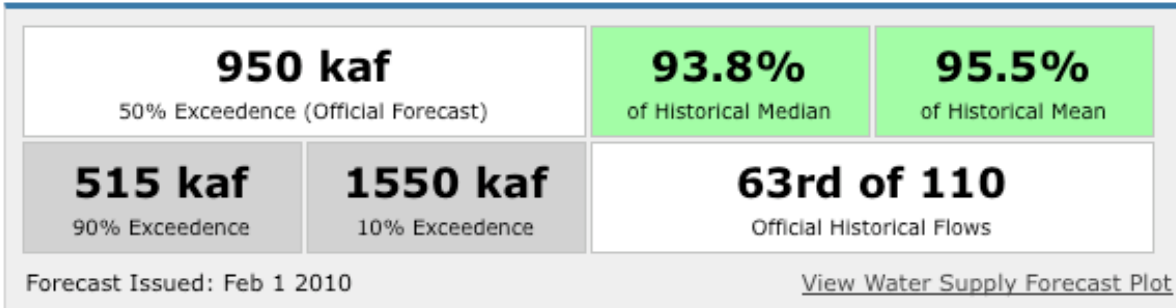 950 kaf
50% Exceedence (Official Forecast)
93.8%
of Historical Median
95.5%
of Historical Mean
515 kaf
90% Exceedence
1550 kaf
10% Exceedence
63rd of 110
Official Historical Flows
Forecast Issued: Feb 1 2010
View Water Supply Forecast Plot